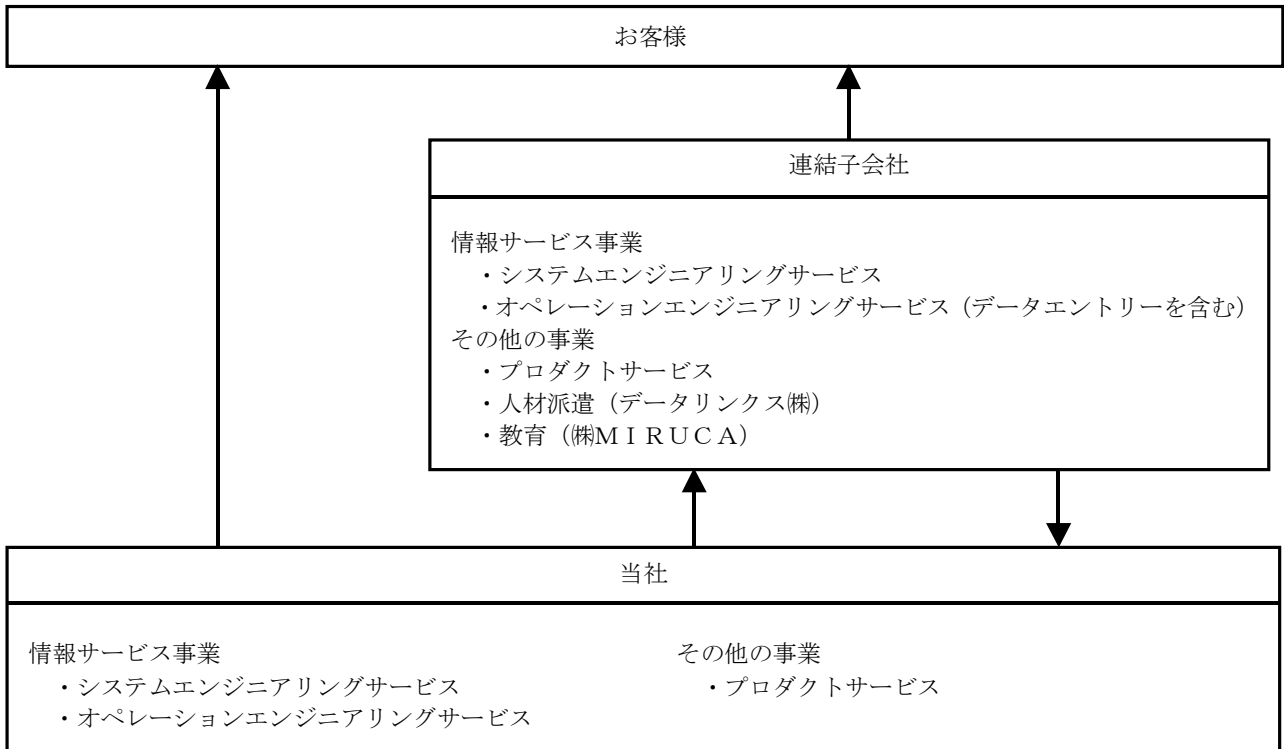 お客様
連結子会社
情報サービス事業
・システムエンジニアリングサービス
・オペレーションエンジニアリングサービス（データエントリーを含む）
その他の事業
・プロダクトサービス
・人材派遣（データリンクス㈱）
・教育（㈱ＭＩＲＵＣＡ）
当社
情報サービス事業
・システムエンジニアリングサービス
・オペレーションエンジニアリングサービス
その他の事業
・プロダクトサービス